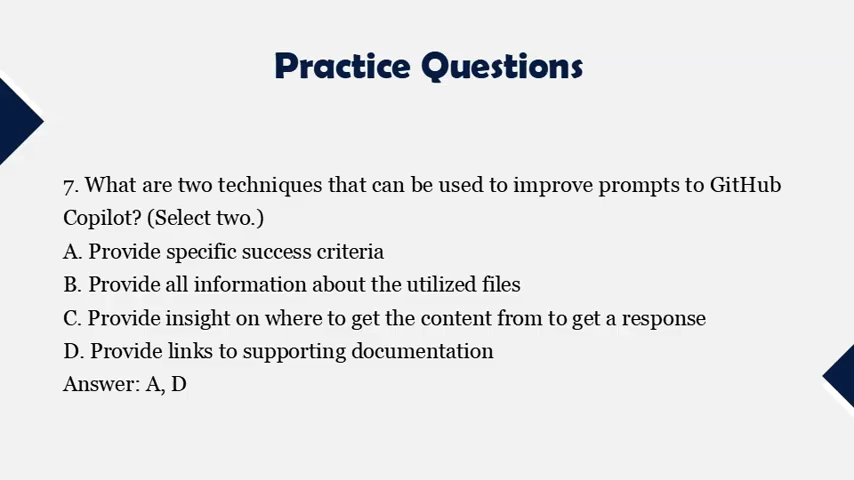 Practice Questions
7. What are two techniques that can be used to improve prompts to GitHub
Copilot? (Select two.)
A. Provide specific success criteria
B. Provide all information about the utilized files
C. Provide insight on where to get the content from to get a response
D. Provide links to supporting documentation
Answer: A, D